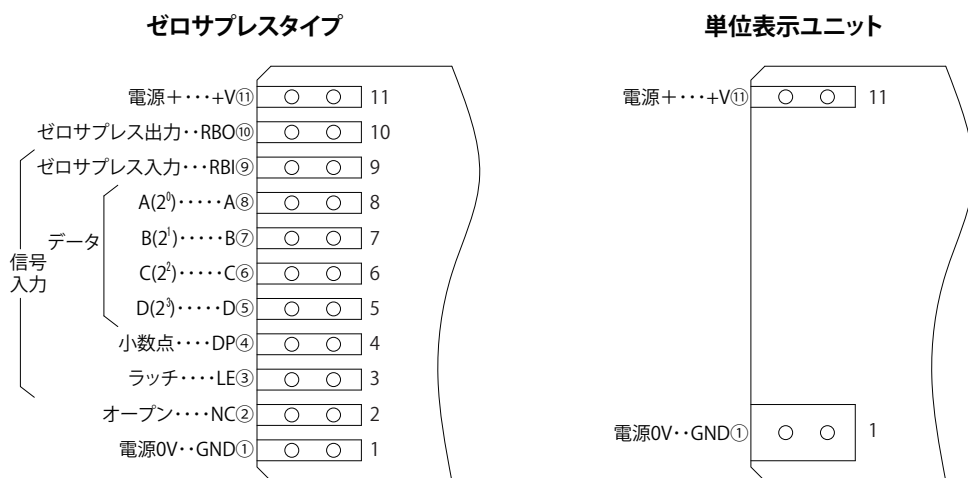 ゼロサプレスタイプ
電源＋・・・+V⑪ 11
ゼロサプレス出力・・RBO⑩ 10
ゼロサプレス入力・・・RBI⑨ 9
A(2⁰)・・・・・A⑧ 8
B(2¹)・・・・・B⑦ 7
C(2²)・・・・・C⑥ 6
D(2³)・・・・・D⑤ 5
小数点・・・・DP④ 4
ラッチ・・・・LE③ 3
オープン・・・・NC② 2
電源0V・・GND① 1
データ
信号
入力
単位表示ユニット
電源＋・・・+V⑪ 11
電源0V・・GND① 1